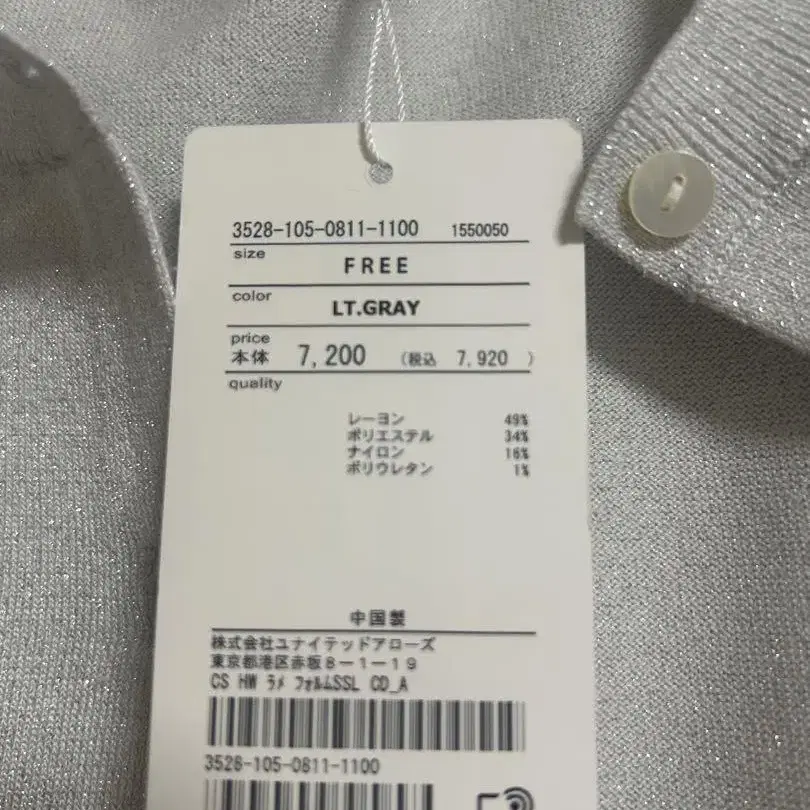 3528-105-0811-1100 1550050
size
FREE
color
LT.GRAY
price
本体 7,200 (税込 7,920 )
quality
レーヨン 49%
ポリエステル 34%
ナイロン 16%
ポリウレタン 1%
中国製
株式会社ユナイテッドアローズ
東京都港区赤坂8-1-19
CS HW ラメ フォルムSSL CD_A
3528-105-0811-1100